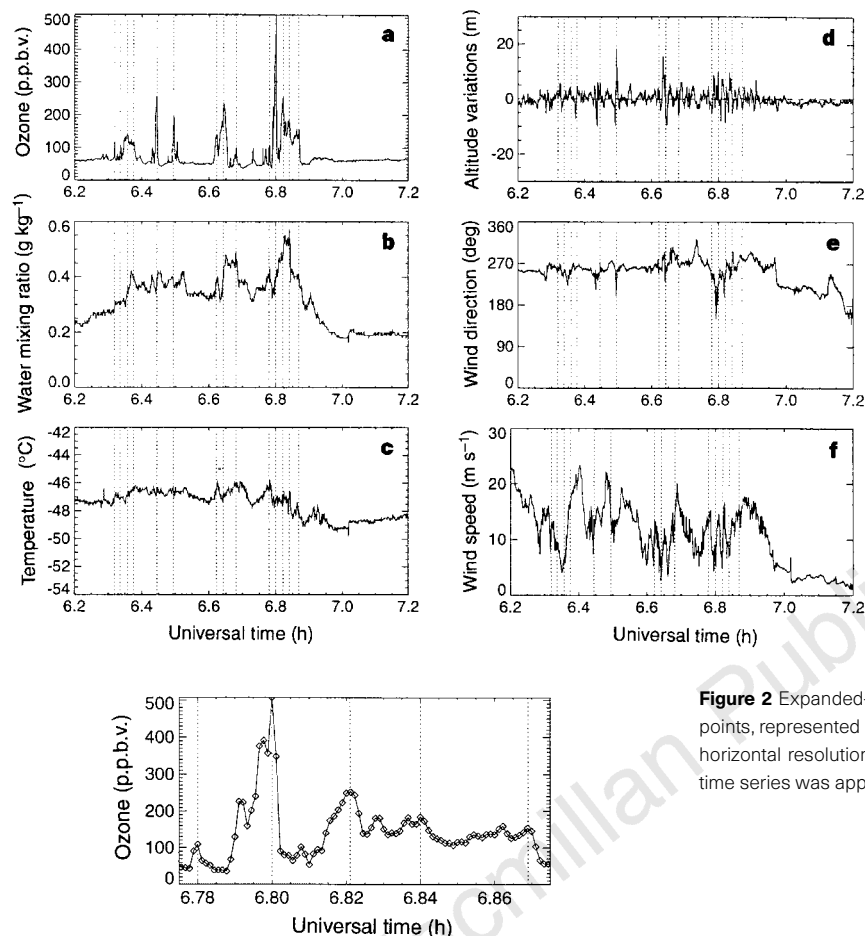 a
Ozone (p.p.b.v.)
500
400
300
200
100
0
6.2 6.4 6.6 6.8 7.0 7.2
b
Water mixing ratio (g kg⁻¹)
0.6
0.4
0.2
0.0
6.2 6.4 6.6 6.8 7.0 7.2
c
Temperature (°C)
-42
-44
-46
-48
-50
-52
-54
6.2 6.4 6.6 6.8 7.0 7.2
Universal time (h)
d
Altitude variations (m)
20
0
-20
6.2 6.4 6.6 6.8 7.0 7.2
e
Wind direction (deg)
360
270
180
90
0
6.2 6.4 6.6 6.8 7.0 7.2
f
Wind speed (m s⁻¹)
30
20
10
0
6.2 6.4 6.6 6.8 7.0 7.2
Universal time (h)
Ozone (p.p.b.v.)
500
400
300
200
100
0
6.78 6.80 6.82 6.84 6.86
Universal time (h)
Figure 2 Expanded-
points, represented
horizontal resolution
time series was app